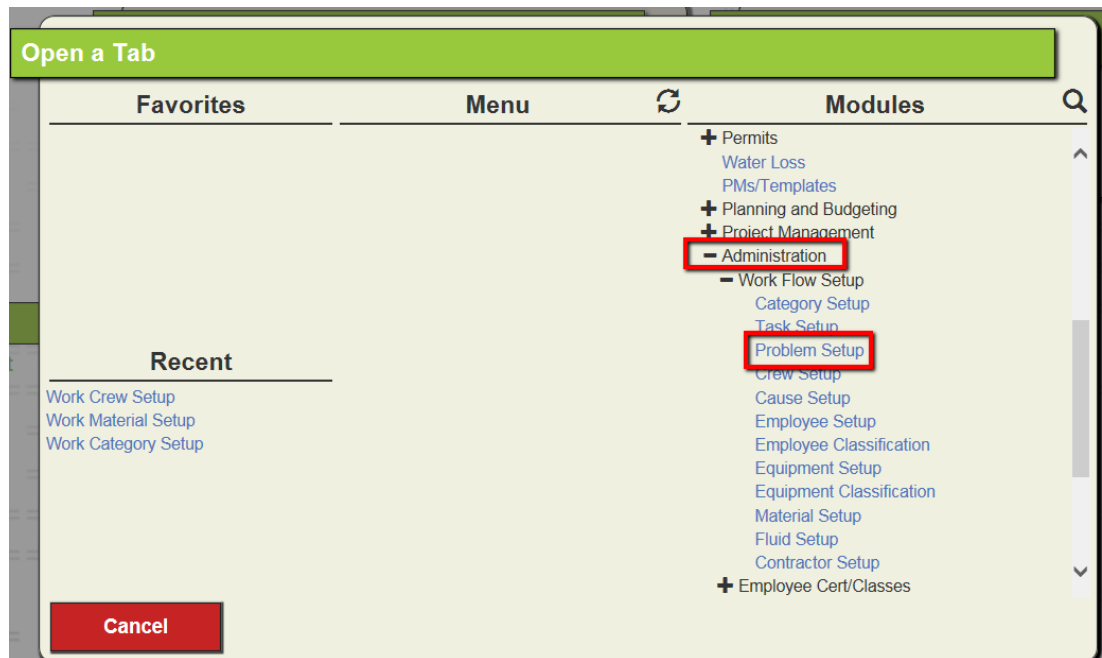 Open a Tab
Favorites
Menu
Modules
Permits
Water Loss
PMs/Templates
Planning and Budgeting
Project Management
Administration
Work Flow Setup
Category Setup
Task Setup
Problem Setup
Crew Setup
Cause Setup
Employee Setup
Employee Classification
Equipment Setup
Equipment Classification
Material Setup
Fluid Setup
Contractor Setup
Employee Cert/Classes
Recent
Work Crew Setup
Work Material Setup
Work Category Setup
Cancel